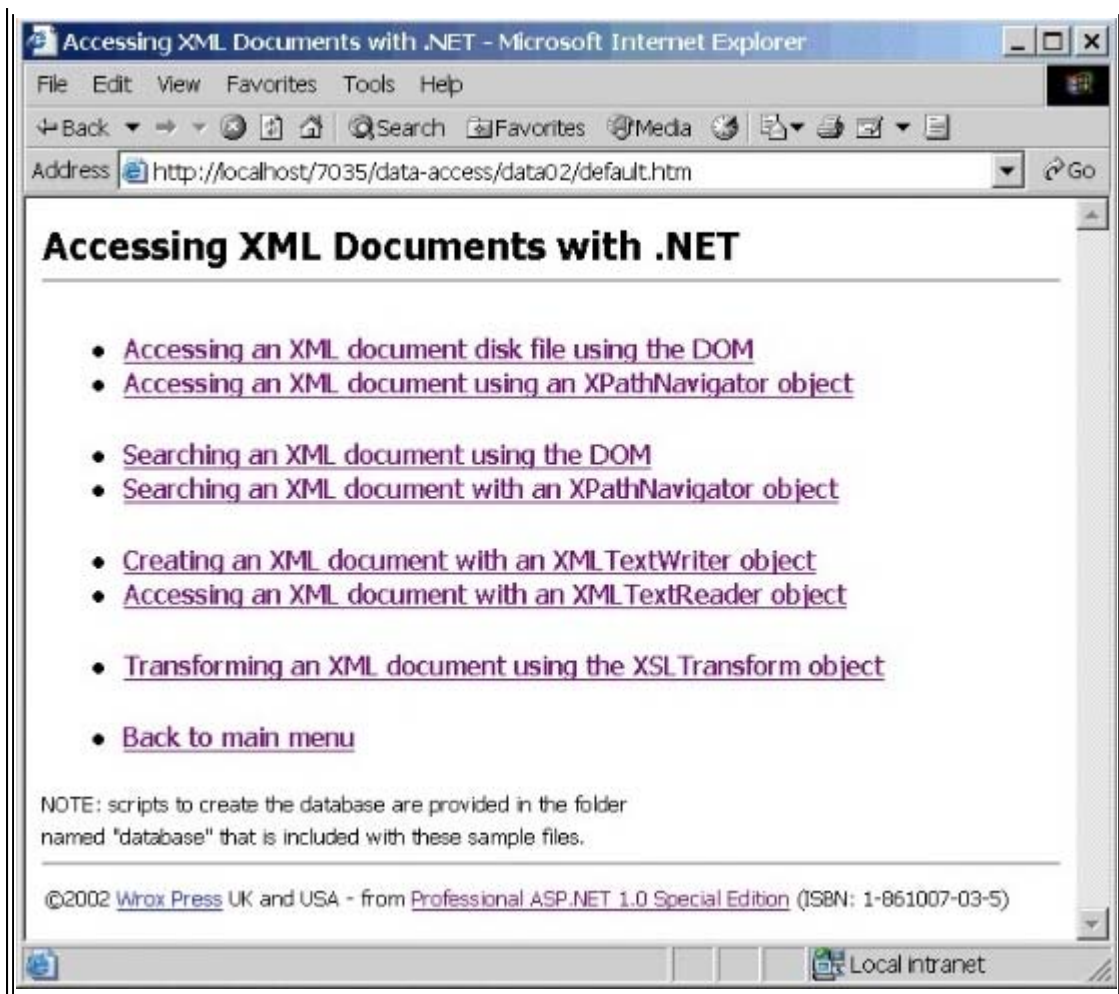 Accessing XML Documents with .NET - Microsoft Internet Explorer
File Edit View Favorites Tools Help
Back Search Favorites Media
Address http://localhost/7035/data-access/data02/default.htm Go
Accessing XML Documents with .NET
• Accessing an XML document disk file using the DOM
• Accessing an XML document using an XPathNavigator object
• Searching an XML document using the DOM
• Searching an XML document with an XPathNavigator object
• Creating an XML document with an XMLTextWriter object
• Accessing an XML document with an XMLTextReader object
• Transforming an XML document using the XSLTransform object
• Back to main menu
NOTE: scripts to create the database are provided in the folder
named "database" that is included with these sample files.
©2002 Wrox Press UK and USA - from Professional ASP.NET 1.0 Special Edition (ISBN: 1-861007-03-5)
Local intranet